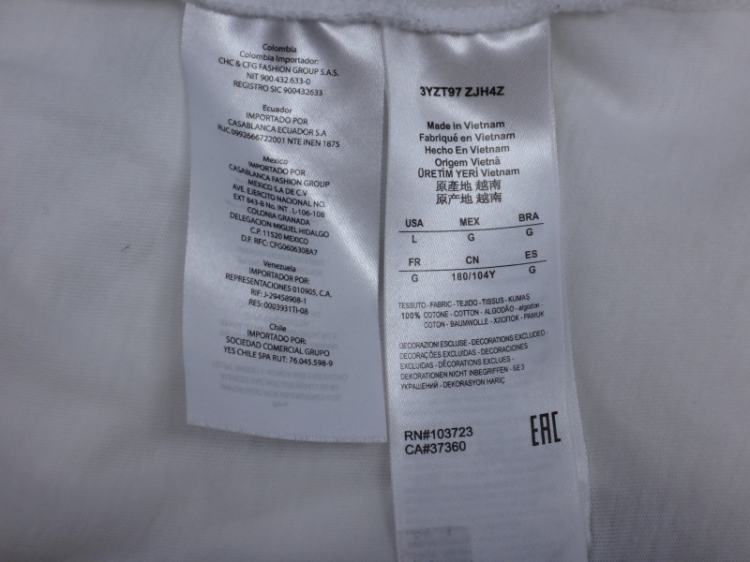 Colombia
Colombia Importador:
CHC & CFG FASHION GROUP S.A.S.
NIT 900.432.633-0
REGISTRO SIC 900432633
Ecuador
IMPORTADO POR
CASABLANCA ECUADOR S.A
RUC 0992666722001 NTE INEN 1875
Mexico
IMPORTADO POR
CASABLANCA FASHION GROUP
MEXICO S.A DE C.V
AVE. EJERCITO NACIONAL NO.
EXT 843-B No. INT . L-106-108
COLONIA GRANADA
DELEGACION MIGUEL HIDALGO
C.P. 11520 MEXICO
D.F. RFC: CFG0606308A7
Venezuela
IMPORTADOR POR:
REPRESENTACIONES 010905, C.A.
RIF: J-29458908-1
RES: 0003931TI-08
Chile
IMPORTADO POR:
SOCIEDAD COMERCIAL GRUPO
YES CHILE SPA RUT: 76.045.598-9
3YZT97 ZJH4Z
Made in Vietnam
Fabriqué en Vietnam
Hecho En Vietnam
Origem Vietnã
ÜRETİM YERİ Vietnam
原產地 越南
原产地 越南
USA MEX BRA
L G G
FR CN ES
G 180/104Y G
TESSUTO - FABRIC - TEJIDO - TISSUS - KUMAŞ
100% COTONE - COTTON - ALGODÃO - algodon -
COTON - BAUMWOLLE - ХЛОПОК - PAMUK
DECORAZIONI ESCLUSE - DECORATIONS EXCLUDED -
DECORAÇÕES EXCLUIDAS - DECORACIONES
EXCLUIDAS - DÉCORATIONS EXCLUES -
DEKORATIONEN NICHT INBEGRIFFEN - БЕЗ
УКРАШЕНИЙ - DEKORASYON HARİÇ
RN#103723
CA#37360
EAC